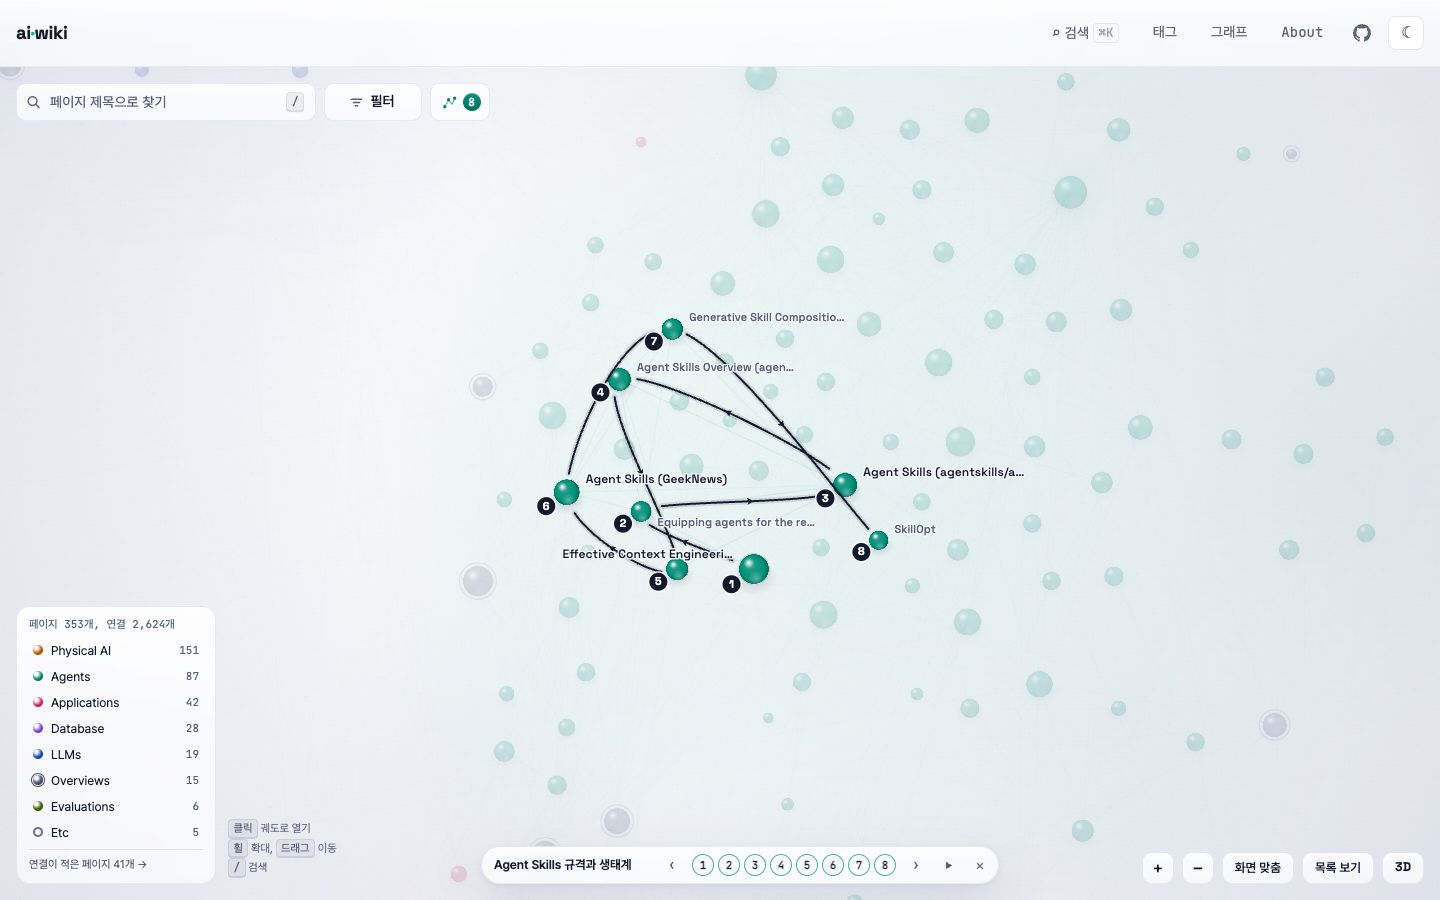 ai·wiki
검색 ⌘K
태그
그래프
About
페이지 제목으로 찾기 /
필터
8
Generative Skill Compositio...
7
Agent Skills Overview (agen...
4
Agent Skills (agentskills/a...
3
Agent Skills (GeekNews)
6
2
Equipping agents for the re...
SkillOpt
8
Effective Context Engineeri...
5
1
페이지 353개, 연결 2,624개
Physical AI 151
Agents 87
Applications 42
Database 28
LLMs 19
Overviews 15
Evaluations 6
Etc 5
연결이 적은 페이지 41개 →
클릭 궤도로 열기
휠 확대, 드래그 이동
/ 검색
Agent Skills 규격과 생태계 ‹ 1 2 3 4 5 6 7 8 › ▶ ×
+
−
화면 맞춤
목록 보기
3D